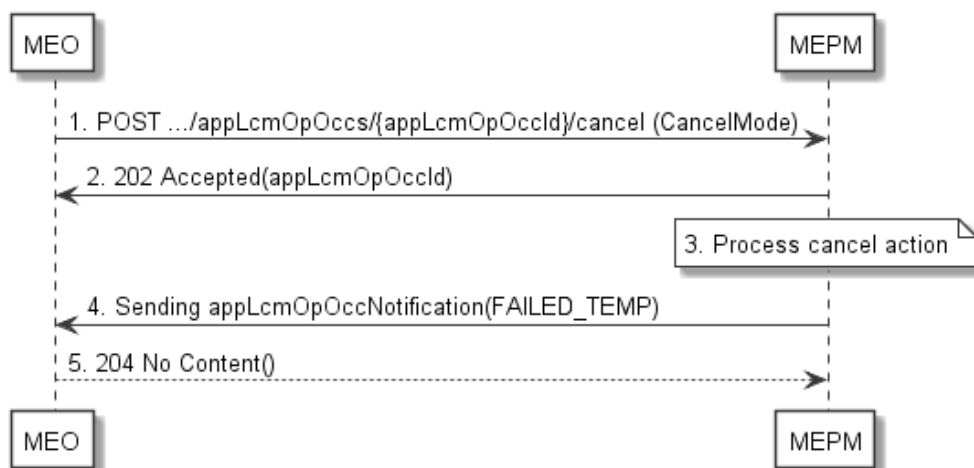 MEO
MEPM
1. POST .../appLcmOpOccs/{appLcmOpOccId}/cancel (CancelMode)
2. 202 Accepted(appLcmOpOccId)
3. Process cancel action
4. Sending appLcmOpOccNotification(FAILED_TEMP)
5. 204 No Content()
MEO
MEPM